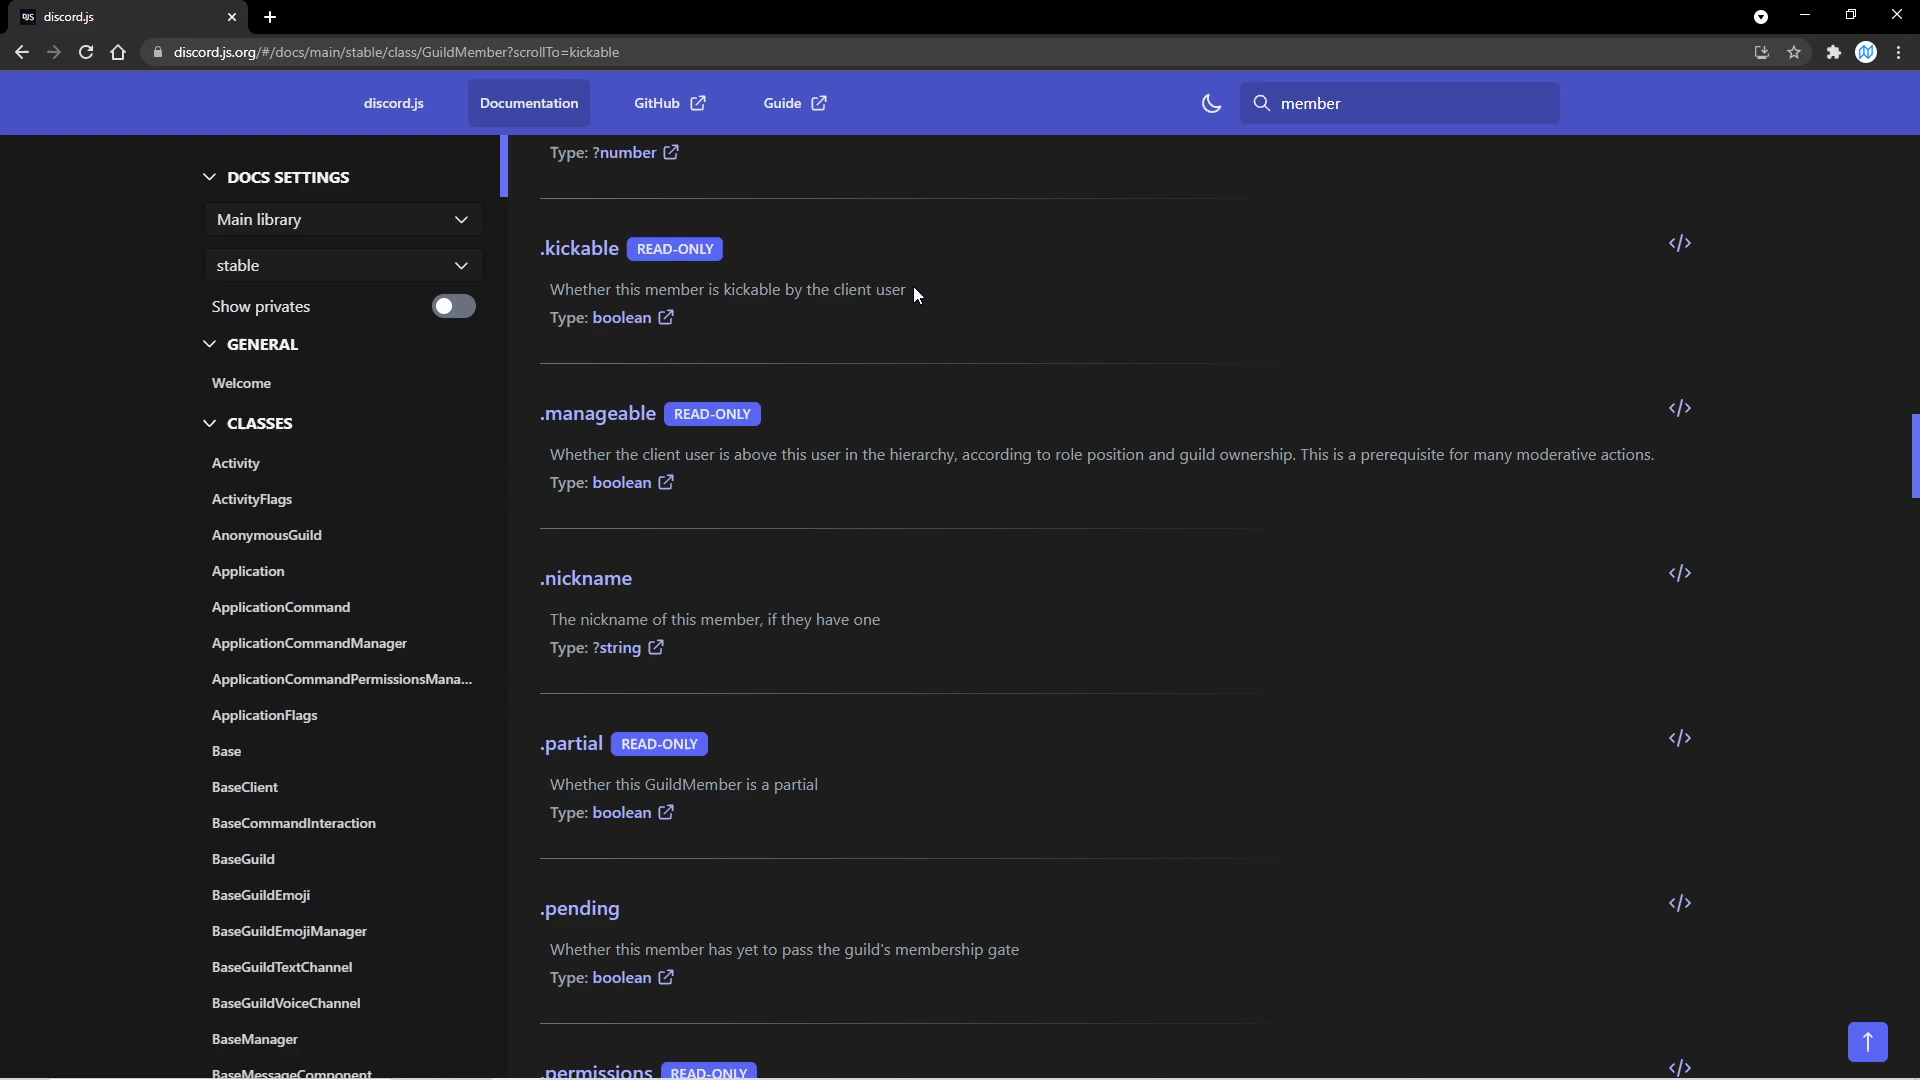 discord.js
discord.js.org/#/docs/main/stable/class/GuildMember?scrollTo=kickable
discord.js
Documentation
GitHub
Guide
member
DOCS SETTINGS
Main library
stable
Show privates
GENERAL
Welcome
CLASSES
Activity
ActivityFlags
AnonymousGuild
Application
ApplicationCommand
ApplicationCommandManager
ApplicationCommandPermissionsMana...
ApplicationFlags
Base
BaseClient
BaseCommandInteraction
BaseGuild
BaseGuildEmoji
BaseGuildEmojiManager
BaseGuildTextChannel
BaseGuildVoiceChannel
BaseManager
BaseMessageComponent
Type: ?number
.kickable READ-ONLY
</>
Whether this member is kickable by the client user
Type: boolean
.manageable READ-ONLY
</>
Whether the client user is above this user in the hierarchy, according to role position and guild ownership. This is a prerequisite for many moderative actions.
Type: boolean
.nickname
</>
The nickname of this member, if they have one
Type: ?string
.partial READ-ONLY
</>
Whether this GuildMember is a partial
Type: boolean
.pending
</>
Whether this member has yet to pass the guild's membership gate
Type: boolean
.permissions READ-ONLY
</>